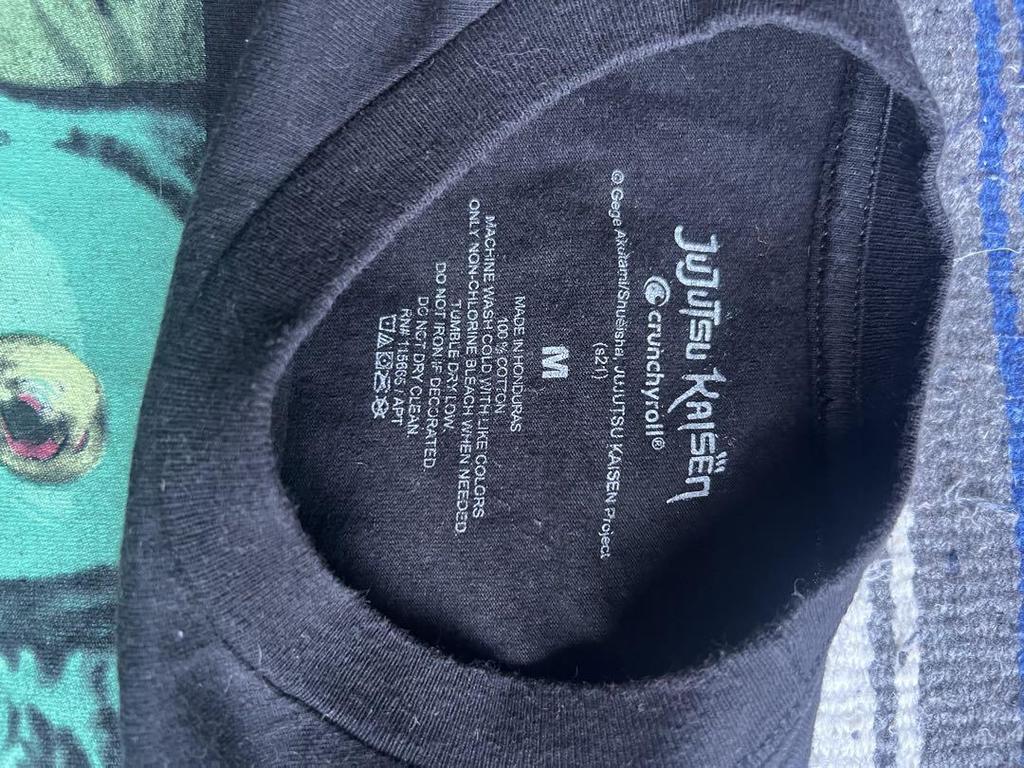 JUJUTSU KAISEN
crunchyroll®
© Gege Akutami/Shueisha, JUJUTSU KAISEN Project
(s21)
M
MADE IN HONDURAS
100% COTTON
MACHINE WASH COLD WITH LIKE COLORS
ONLY NON-CHLORINE BLEACH WHEN NEEDED.
TUMBLE DRY LOW.
DO NOT IRON IF DECORATED.
DO NOT DRY CLEAN.
RN# 115605 / APT